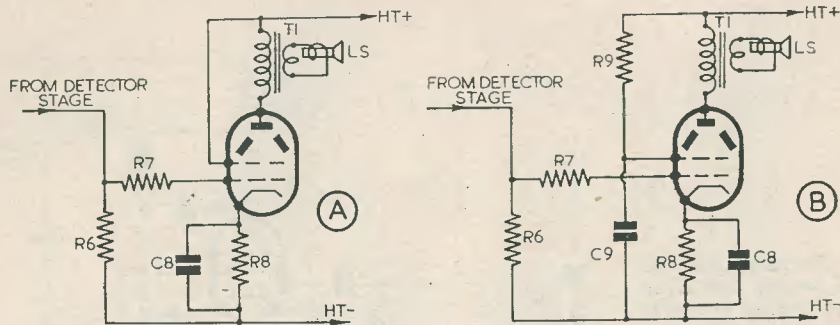 HT+
T1
LS
FROM DETECTOR
STAGE
R7
A
R6
C8
R8
HT-
HT+
R9
T1
LS
FROM DETECTOR
STAGE
R7
B
R6
C9
R8
C8
HT-